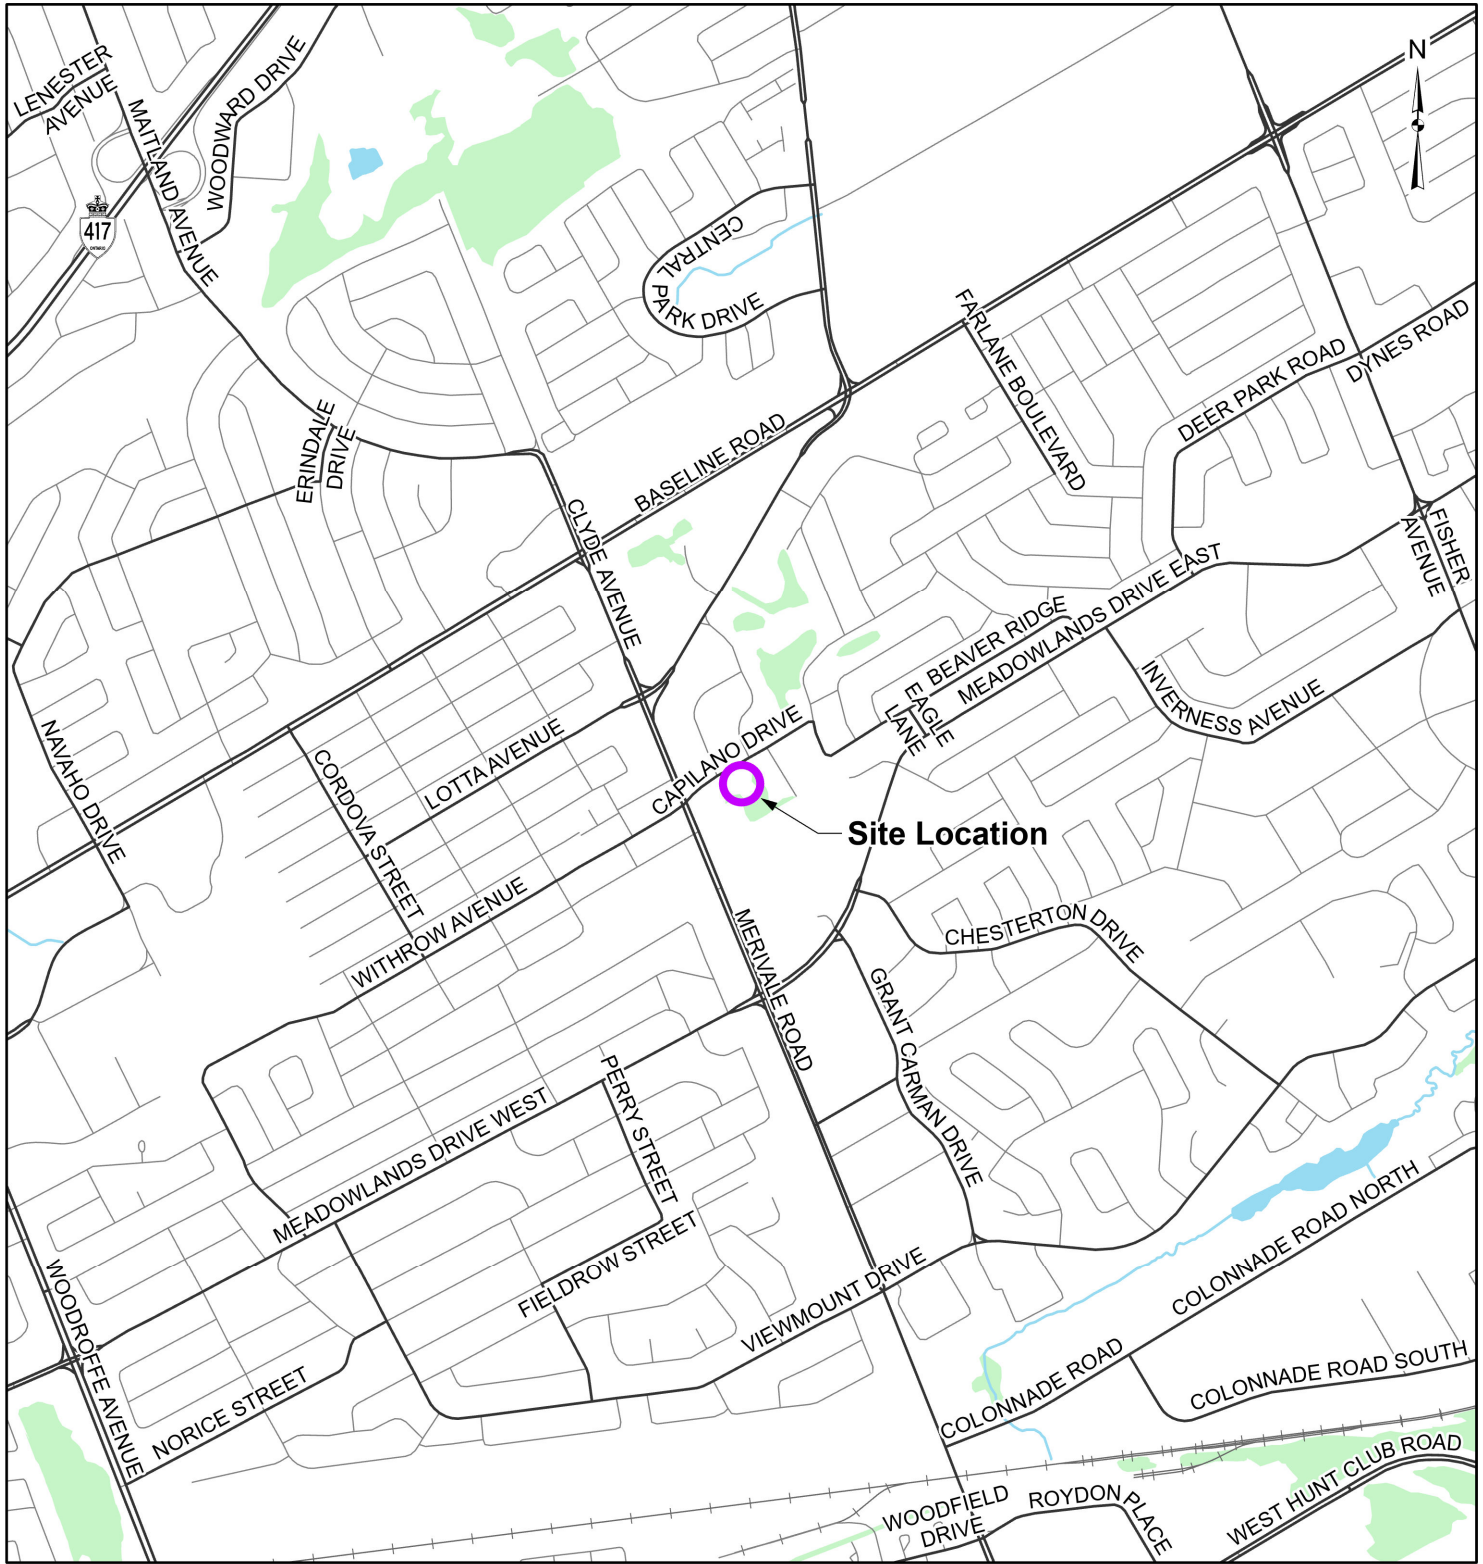 LENESTER
AVENUE
MAITLAND AVENUE
WOODWARD DRIVE
N
417
ONTARIO
CENTRAL
PARK DRIVE
FARLANE BOULEVARD
DEER PARK ROAD
DYNES ROAD
ERINDALE
DRIVE
BASELINE ROAD
CLYDE AVENUE
FISHER
AVENUE
BEAVER RIDGE
MEADOWLANDS DRIVE EAST
EAGLE
LANE
INVERNESS AVENUE
NAVAHO DRIVE
CORDOVA STREET
LOTTA AVENUE
CAPILANO DRIVE
Site Location
WITHROW AVENUE
MERIVALE ROAD
CHESTERTON DRIVE
GRANT CARMAN DRIVE
PERRY STREET
MEADOWLANDS DRIVE WEST
FIELDROW STREET
VIEWMOUNT DRIVE
COLONNADE ROAD NORTH
WOODROFFE AVENUE
NORICE STREET
COLONNADE ROAD
COLONNADE ROAD SOUTH
WOODFIELD
DRIVE
ROYDON
PLACE
WEST HUNT CLUB ROAD